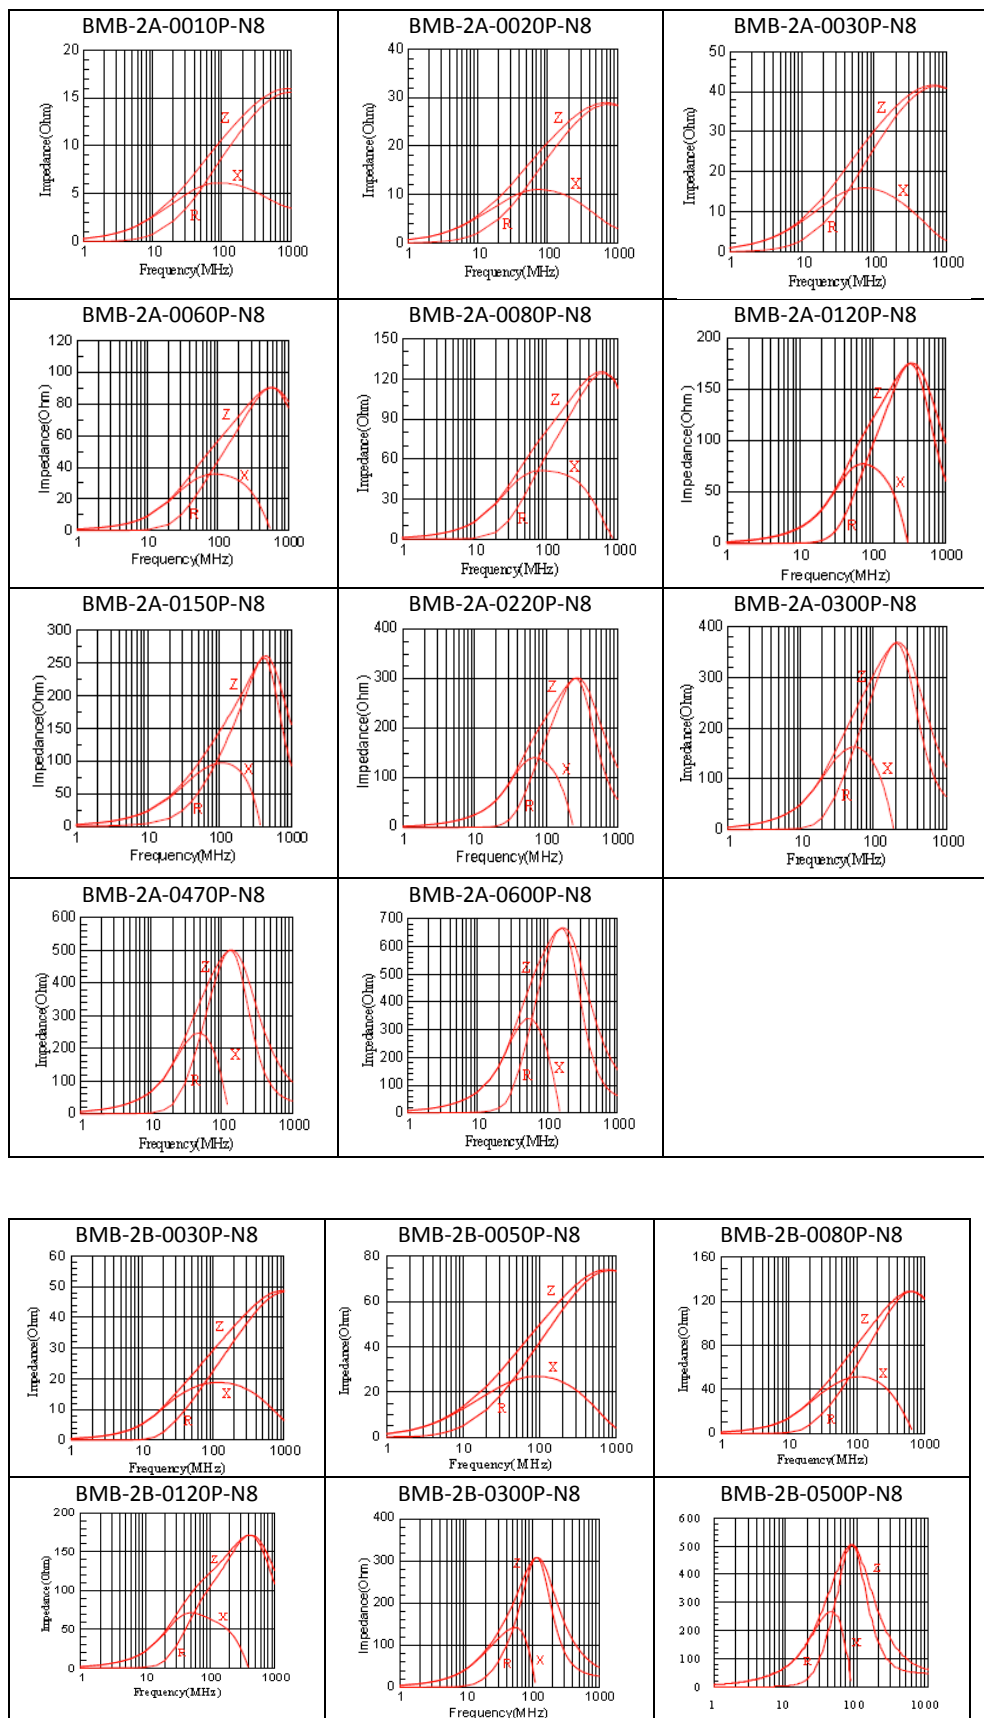 BMB-2A-0010P-N8
20
15
10
5
0
Impedance(Ohm)
Z
X
R
1 10 100 1000
Frequency(MHz)
BMB-2A-0020P-N8
40
30
20
10
0
Impedance(Ohm)
Z
X
R
1 10 100 1000
Frequency(MHz)
BMB-2A-0030P-N8
50
40
30
20
10
0
Impedance(Ohm)
Z
X
R
1 10 100 1000
Frequency(MHz)
BMB-2A-0060P-N8
120
100
80
60
40
20
0
Impedance(Ohm)
Z
X
R
1 10 100 1000
Frequency(MHz)
BMB-2A-0080P-N8
150
120
90
60
30
0
Impedance(Ohm)
Z
X
R
1 10 100 1000
Frequency(MHz)
BMB-2A-0120P-N8
200
150
100
50
0
Impedance(Ohm)
Z
X
R
1 10 100 1000
Frequency(MHz)
BMB-2A-0150P-N8
300
250
200
150
100
50
0
Impedance(Ohm)
Z
X
R
1 10 100 1000
Frequency(MHz)
BMB-2A-0220P-N8
400
300
200
100
0
Impedance(Ohm)
Z
X
R
1 10 100 1000
Frequency(MHz)
BMB-2A-0300P-N8
400
300
200
100
0
Impedance(Ohm)
Z
X
R
1 10 100 1000
Frequency(MHz)
BMB-2A-0470P-N8
600
500
400
300
200
100
0
Impedance(Ohm)
Z
X
R
1 10 100 1000
Frequency(MHz)
BMB-2A-0600P-N8
700
600
500
400
300
200
100
0
Impedance(Ohm)
Z
X
R
1 10 100 1000
Frequency(MHz)
BMB-2B-0030P-N8
60
50
40
30
20
10
0
Impedance(Ohm)
Z
X
R
1 10 100 1000
Frequency(MHz)
BMB-2B-0050P-N8
80
60
40
20
0
Impedance(Ohm)
Z
X
R
1 10 100 1000
Frequency(MHz)
BMB-2B-0080P-N8
160
120
80
40
0
Impedance(Ohm)
Z
X
R
1 10 100 1000
Frequency(MHz)
BMB-2B-0120P-N8
200
150
100
50
0
Impedance(Ohm)
Z
X
R
1 10 100 1000
Frequency(MHz)
BMB-2B-0300P-N8
400
300
200
100
0
Impedance(Ohm)
Z
X
R
1 10 100 1000
Frequency(MHz)
BMB-2B-0500P-N8
600
500
400
300
200
100
0
Z
X
R
1 10 100 1000